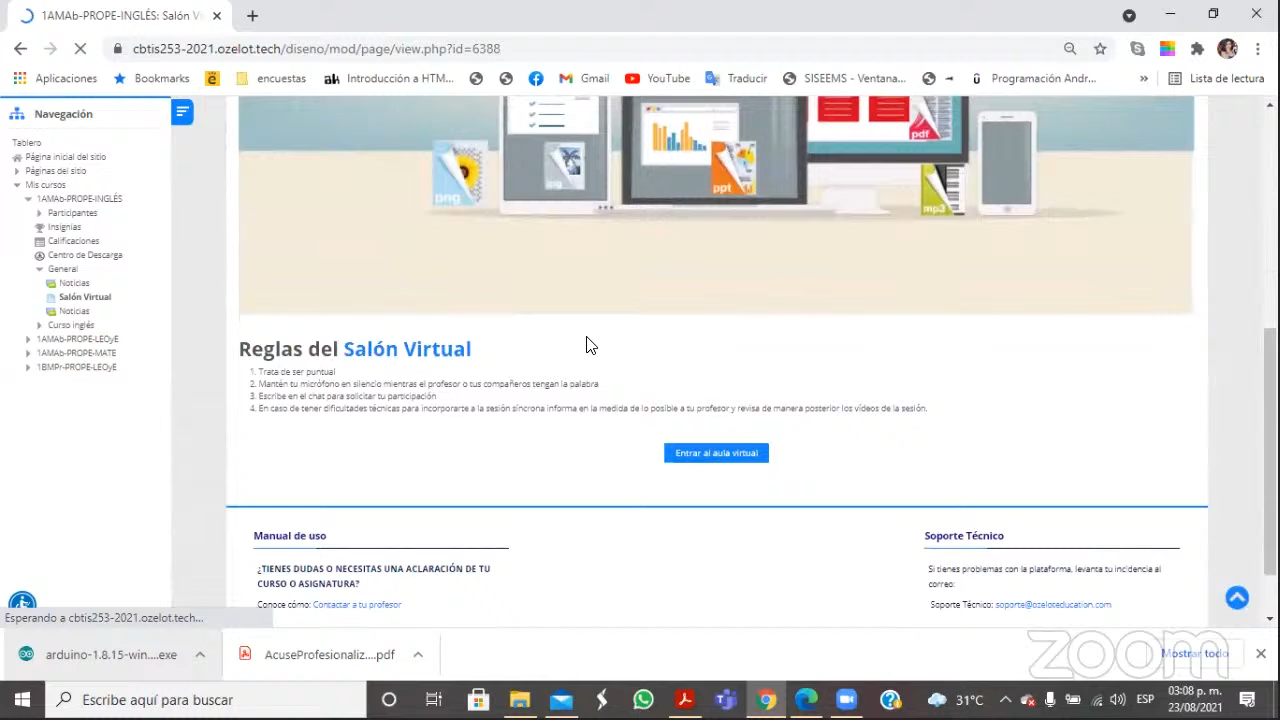 1AMAb-PROPE-INGLÉS: Salón V
cbtis253-2021.ozelot.tech/diseno/mod/page/view.php?id=6388
Aplicaciones
Bookmarks
encuestas
Introducción a HTM...
Gmail
YouTube
Traducir
SISEEMS - Ventana...
Programación Andr...
»
Lista de lectura
Navegación
Tablero
Página inicial del sitio
Páginas del sitio
Mis cursos
1AMAb-PROPE-INGLÉS
Participantes
Insignias
Calificaciones
Centro de Descarga
General
Noticias
Salón Virtual
Noticias
Curso inglés
1AMAb-PROPE-LEOyE
1AMAb-PROPE-MATE
1BMPr-PROPE-LEOyE
png
ppt
pdf
mp3
Reglas del Salón Virtual
1. Trata de ser puntual
2. Mantén tu micrófono en silencio mientras el profesor o tus compañeros tengan la palabra
3. Escribe en el chat para solicitar tu participación
4. En caso de tener dificultades técnicas para incorporarte a la sesión síncrona informa en la medida de lo posible a tu profesor y revisa de manera posterior los vídeos de la sesión.
Entrar al aula virtual
Manual de uso
¿TIENES DUDAS O NECESITAS UNA ACLARACIÓN DE TU
CURSO O ASIGNATURA?
Conoce cómo: Contactar a tu profesor
Soporte Técnico
Si tienes problemas con la plataforma, levanta tu incidencia al
correo:
Soporte Técnico: soporte@ozeloteducation.com
Esperando a cbtis253-2021.ozelot.tech...
arduino-1.8.15-win....exe
AcuseProfesionaliz....pdf
Mostrar todo
zoom
Escribe aquí para buscar
31°C
ESP
03:08 p. m.
23/08/2021